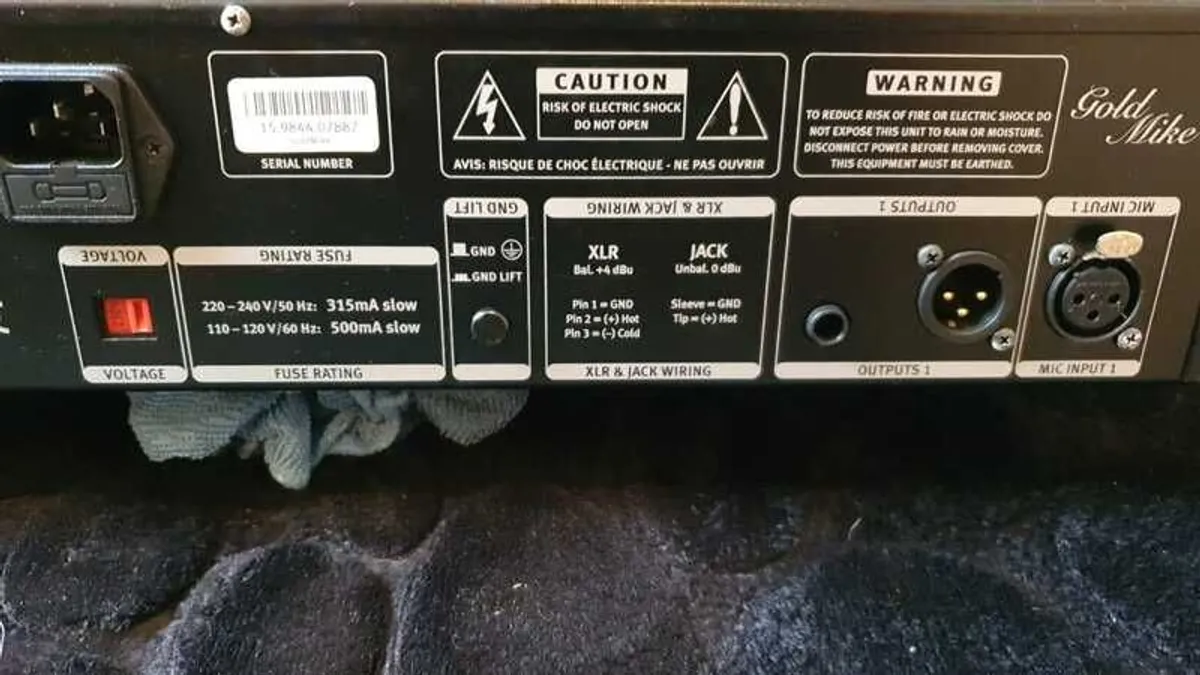 15.9844.07882
SERIAL NUMBER
CAUTION
RISK OF ELECTRIC SHOCK
DO NOT OPEN
AVIS: RISQUE DE CHOC ÉLECTRIQUE - NE PAS OUVRIR
WARNING
TO REDUCE RISK OF FIRE OR ELECTRIC SHOCK DO
NOT EXPOSE THIS UNIT TO RAIN OR MOISTURE.
DISCONNECT POWER BEFORE REMOVING COVER.
THIS EQUIPMENT MUST BE EARTHED.
Gold
Mike
VOLTAGE
VOLTAGE
FUSE RATING
220 – 240 V/50 Hz: 315mA slow
110 – 120 V/60 Hz: 500mA slow
FUSE RATING
GND LIFT
GND
GND LIFT
XLR & JACK WIRING
XLR
Bal. +4 dBu
Pin 1 = GND
Pin 2 = (+) Hot
Pin 3 = (–) Cold
JACK
Unbal. 0 dBu
Sleeve = GND
Tip = (+) Hot
XLR & JACK WIRING
OUTPUTS 1
OUTPUTS 1
MIC INPUT 1
MIC INPUT 1